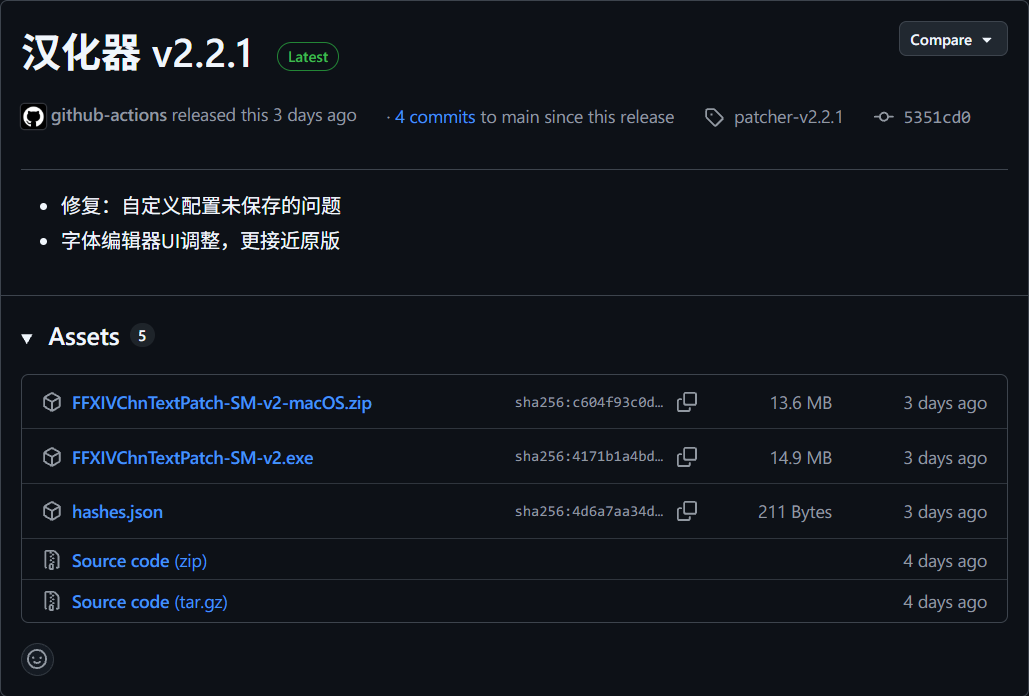 汉化器 v2.2.1 Latest Compare
github-actions released this 3 days ago · 4 commits to main since this release patcher-v2.2.1 5351cd0
修复：自定义配置未保存的问题
字体编辑器UI调整，更接近原版
Assets 5
FFXIVChnTextPatch-SM-v2-macOS.zip sha256:c604f93c0d… 13.6 MB 3 days ago
FFXIVChnTextPatch-SM-v2.exe sha256:4171b1a4bd… 14.9 MB 3 days ago
hashes.json sha256:4d6a7aa34d… 211 Bytes 3 days ago
Source code (zip) 4 days ago
Source code (tar.gz) 4 days ago